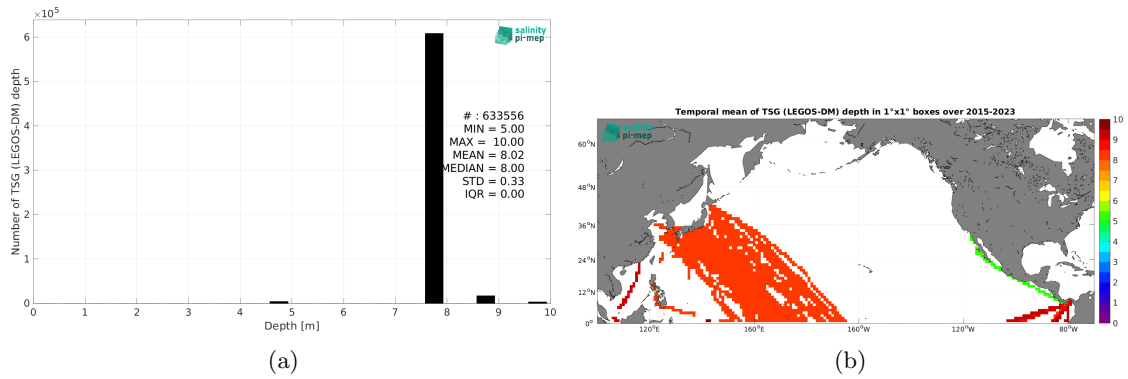 ×10⁵
6
5
4
3
2
1
0
Number of TSG (LEGOS-DM) depth
salinity
pi-mep
# : 633556
MIN = 5.00
MAX = 10.00
MEAN = 8.02
MEDIAN = 8.00
STD = 0.33
IQR = 0.00
0 1 2 3 4 5 6 7 8 9 10
Depth [m]
(a)
Temporal mean of TSG (LEGOS-DM) depth in 1°x1° boxes over 2015-2023
salinity
pi-mep
60°N
48°N
36°N
24°N
12°N
0°
120°E 160°E 160°W 120°W 80°W
10
9
8
7
6
5
4
3
2
1
0
(b)